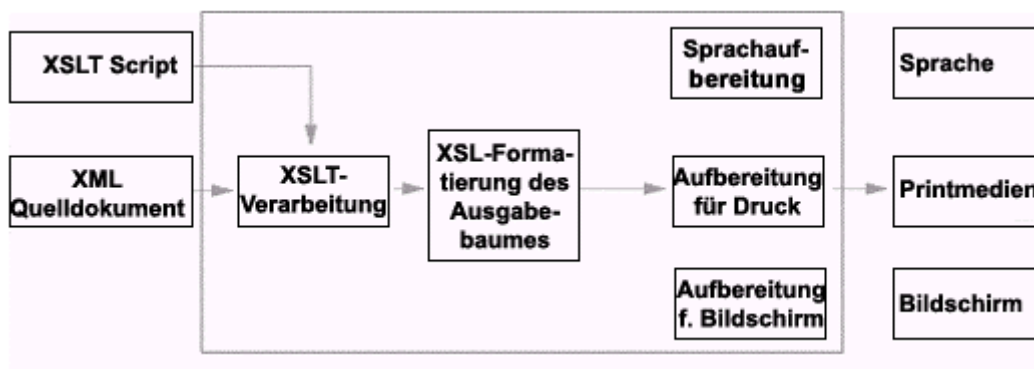 XSLT Script
XML
Quelldokument
XSLT-
Verarbeitung
XSL-Forma-
tierung des
Ausgabe-
baumes
Sprachauf-
bereitung
Aufbereitung
für Druck
Aufbereitung
f. Bildschirm
Sprache
Printmedien
Bildschirm